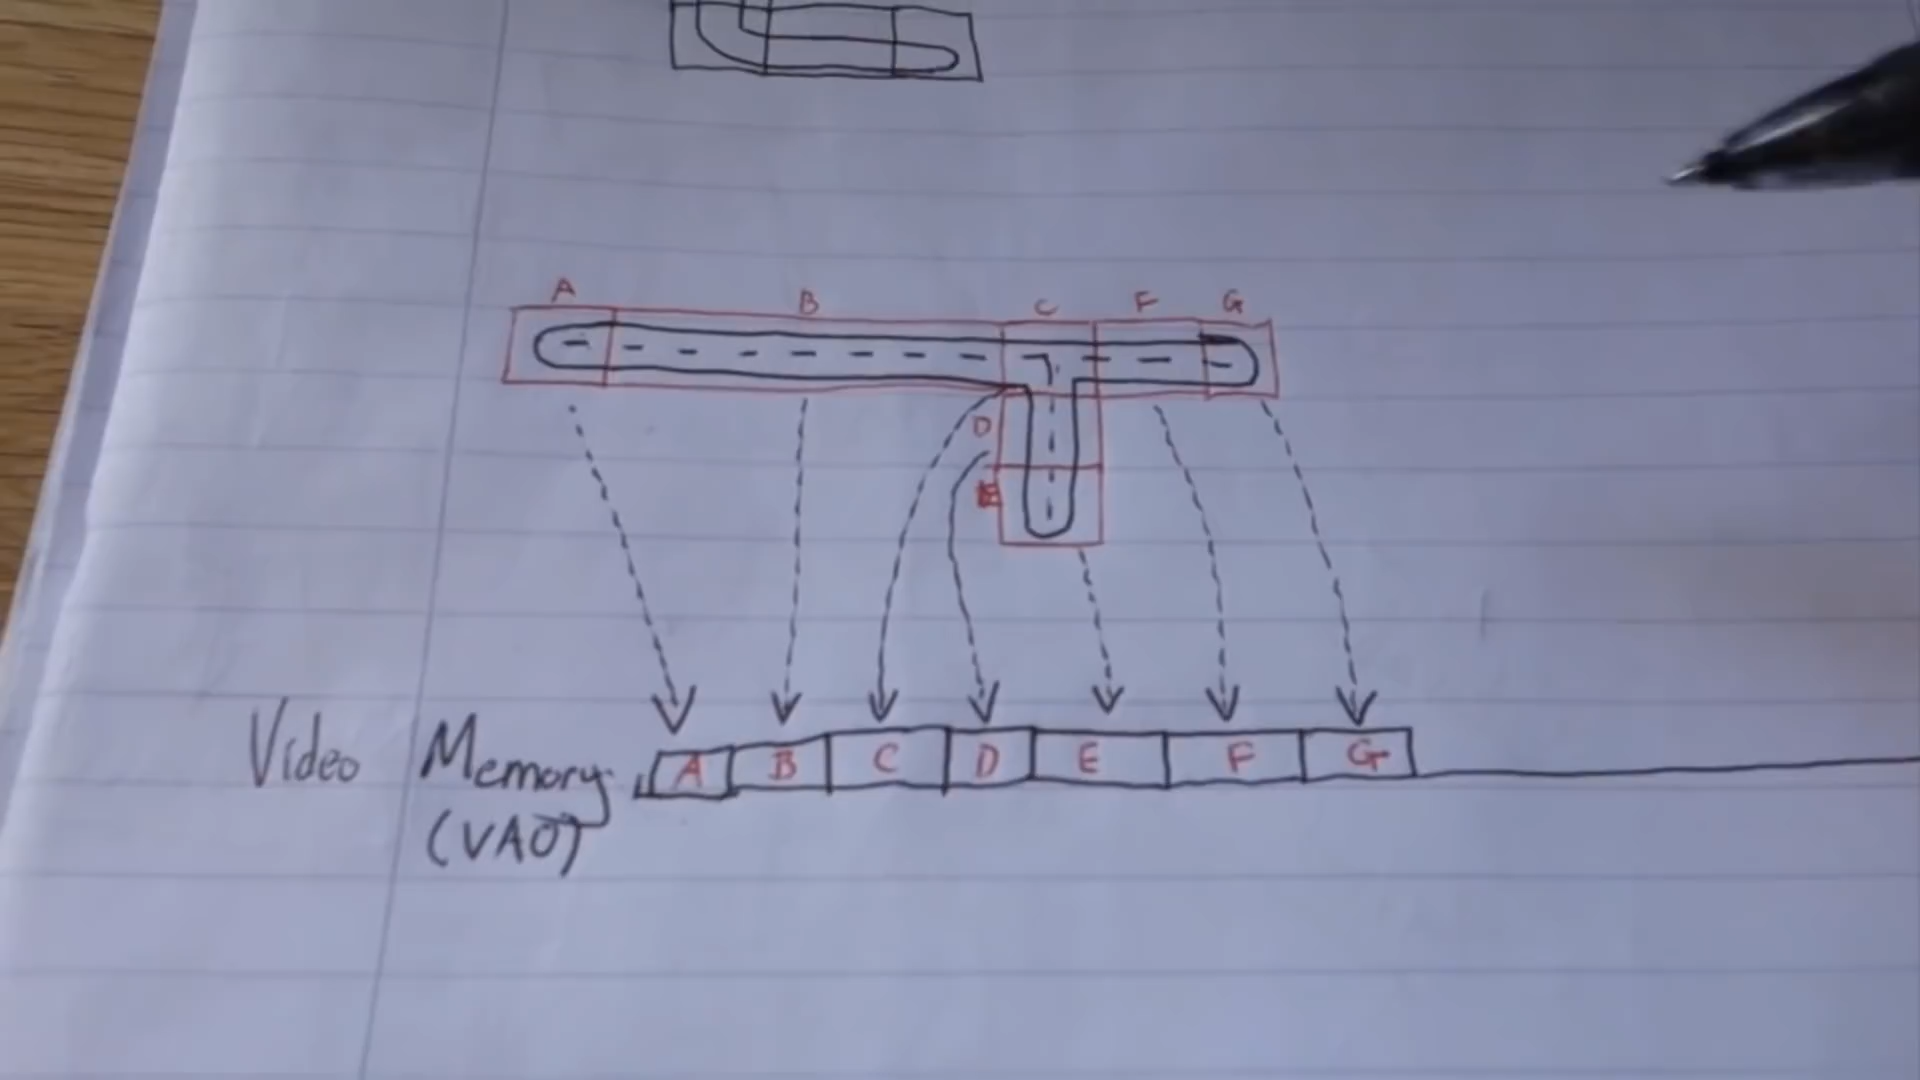 A B C F G
D
E
Video Memory A B C D E F G
(VAO)